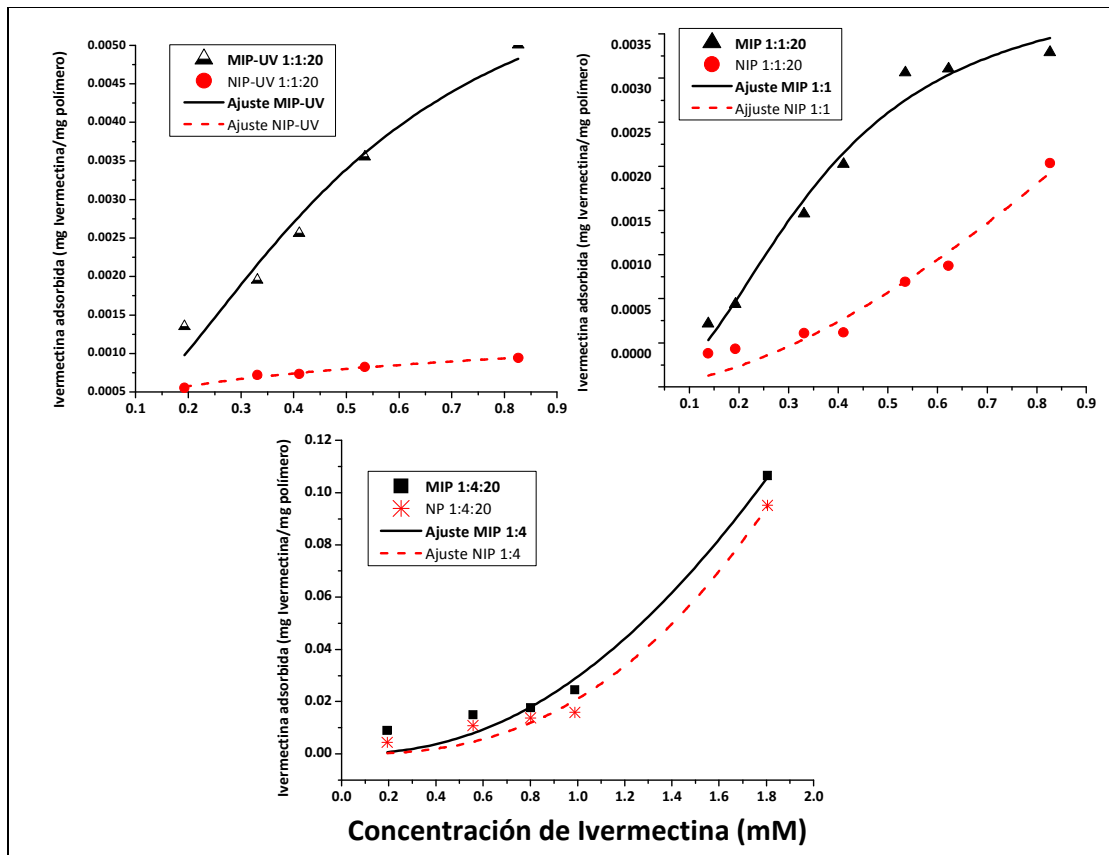 Ivermectina adsorbida (mg Ivermectina/mg polímero)
0.0050
0.0045
0.0040
0.0035
0.0030
0.0025
0.0020
0.0015
0.0010
0.0005
MIP-UV 1:1:20
NIP-UV 1:1:20
Ajuste MIP-UV
Ajuste NIP-UV
0.1 0.2 0.3 0.4 0.5 0.6 0.7 0.8 0.9
Ivermectina adsorbida (mg Ivermectina/mg polímero)
0.0035
0.0030
0.0025
0.0020
0.0015
0.0010
0.0005
0.0000
MIP 1:1:20
NIP 1:1:20
Ajuste MIP 1:1
Ajjuste NIP 1:1
0.1 0.2 0.3 0.4 0.5 0.6 0.7 0.8 0.9
Ivermectina adsorbida (mg Ivermectina/mg polímero)
0.12
0.10
0.08
0.06
0.04
0.02
0.00
MIP 1:4:20
NP 1:4:20
Ajuste MIP 1:4
Ajuste NIP 1:4
0.0 0.2 0.4 0.6 0.8 1.0 1.2 1.4 1.6 1.8 2.0
Concentración de Ivermectina (mM)